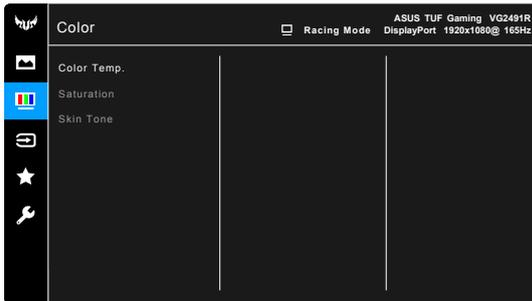 Color
Racing Mode
ASUS TUF Gaming VG2491R
DisplayPort 1920x1080@ 165Hz
Color Temp.
Saturation
Skin Tone